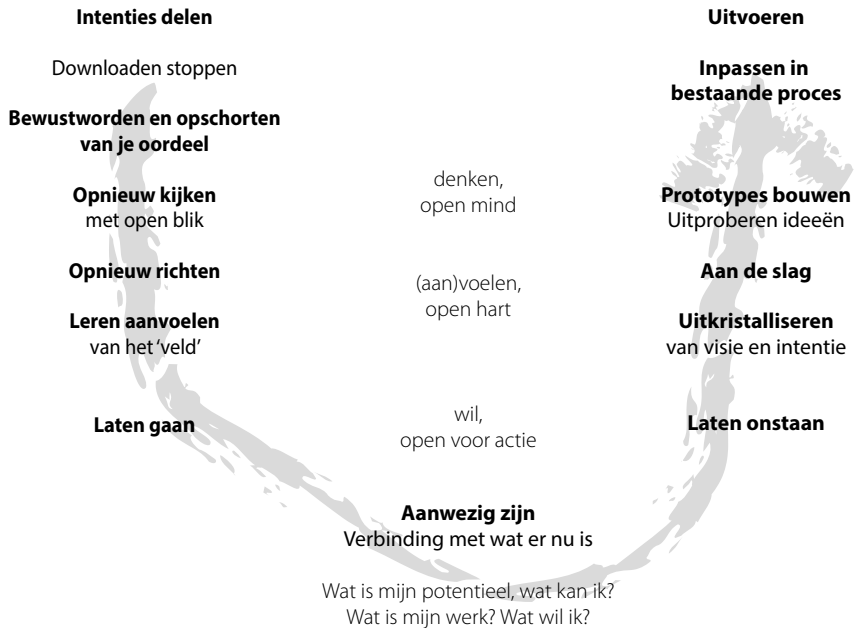 Intenties delen
Downloaden stoppen
Bewustworden en opschorten
van je oordeel
Opnieuw kijken
met open blik
Opnieuw richten
Leren aanvoelen
van het ‘veld’
Laten gaan
denken,
open mind
(aan)voelen,
open hart
wil,
open voor actie
Aanwezig zijn
Verbinding met wat er nu is
Wat is mijn potentieel, wat kan ik?
Wat is mijn werk? Wat wil ik?
Uitvoeren
Inpassen in
bestaande proces
Prototypes bouwen
Uitproberen ideeën
Aan de slag
Uitkristalliseren
van visie en intentie
Laten onstaan